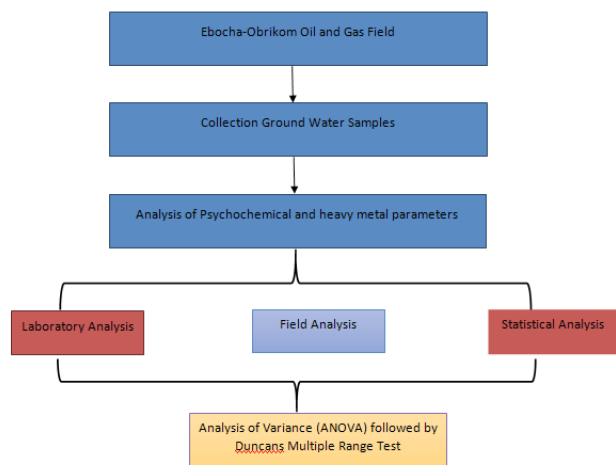 Ebocha-Obrikom Oil and Gas Field
Collection Ground Water Samples
Analysis of Psychochemical and heavy metal parameters
Laboratory Analysis
Field Analysis
Statistical Analysis
Analysis of Variance (ANOVA) followed by
Duncans Multiple Range Test